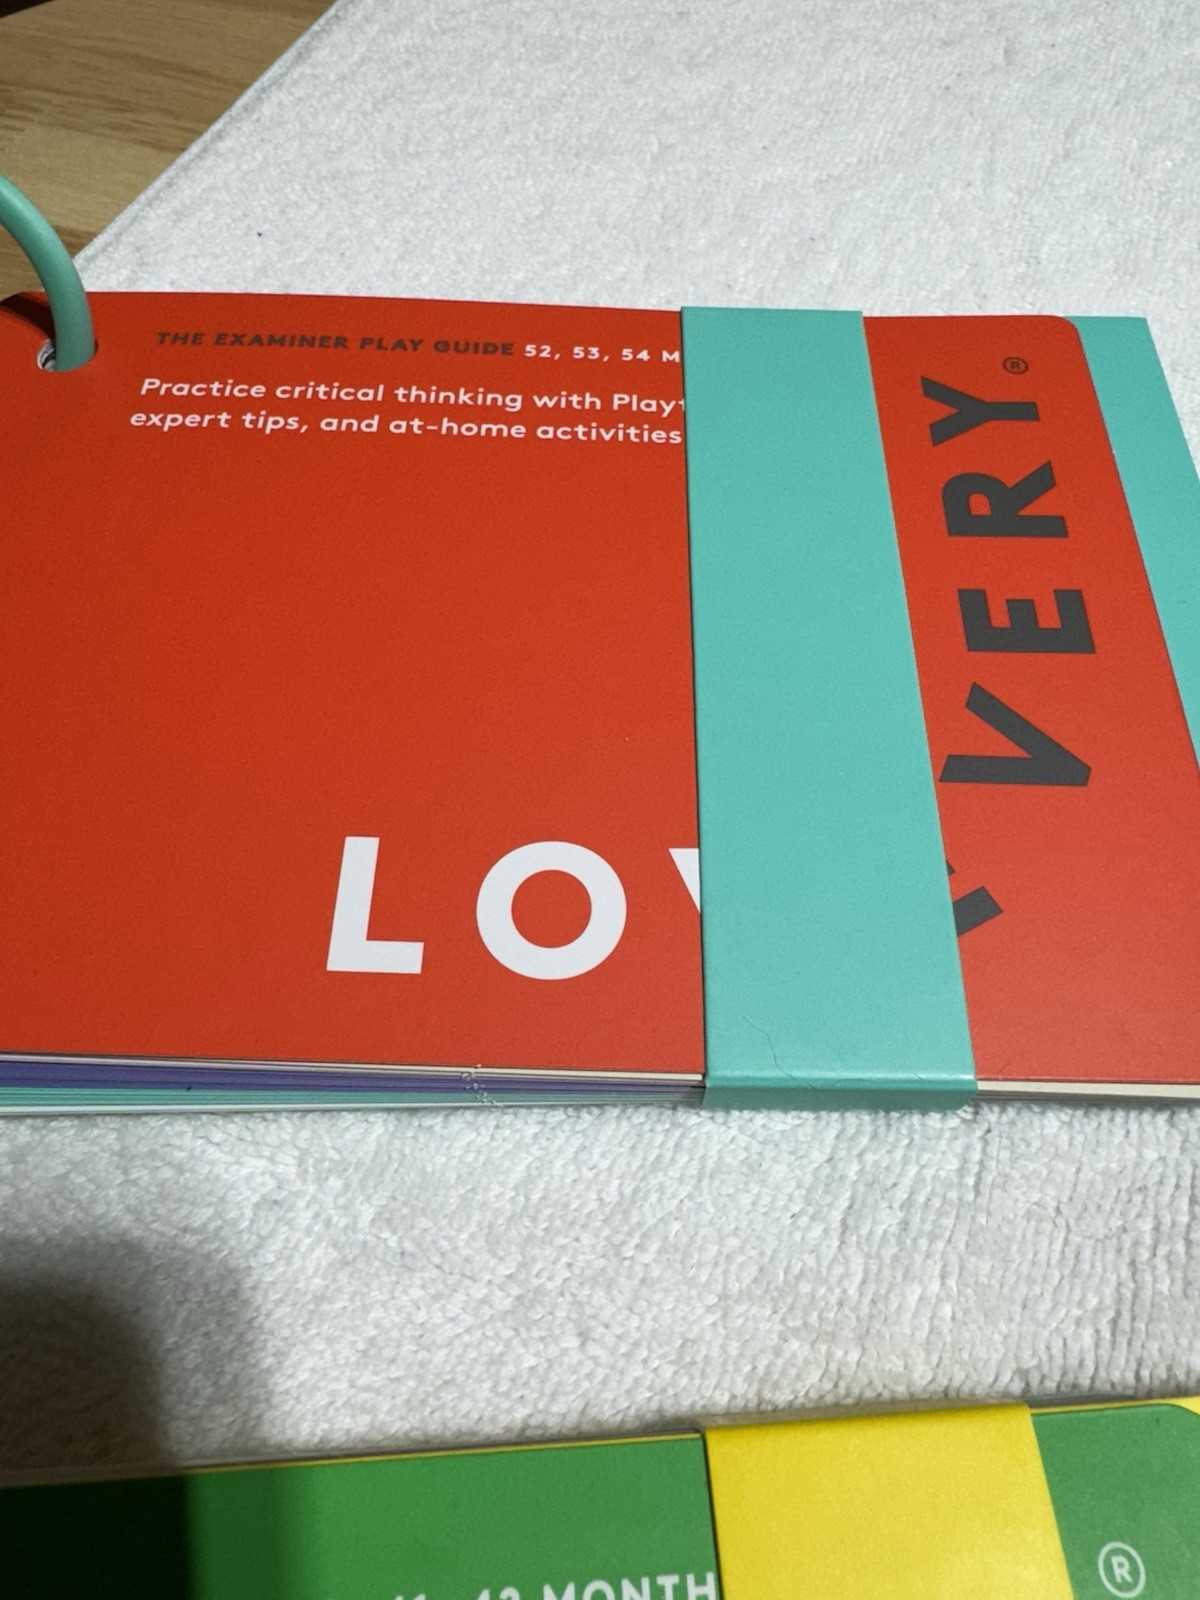 THE EXAMINER PLAY GUIDE 52, 53, 54 M
Practice critical thinking with Play
expert tips, and at-home activities
LOV
VERY®
MONTH
®